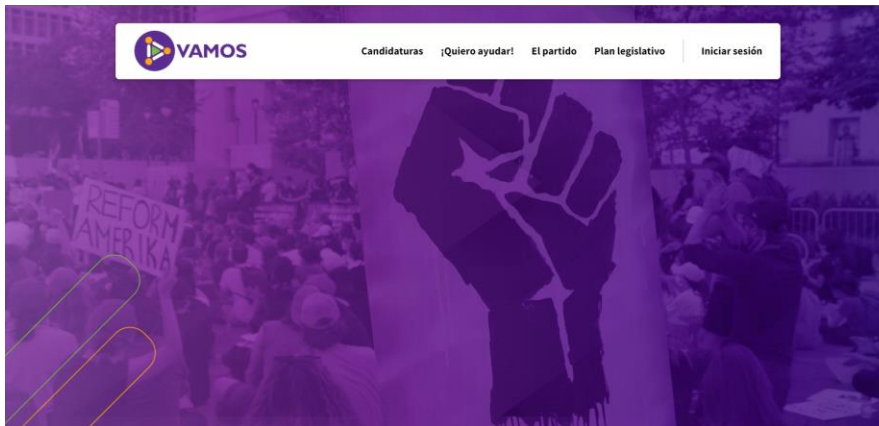 VAMOS
Candidaturas ¡Quiero ayudar! El partido Plan legislativo Iniciar sesión
REFORM
AMERIKA